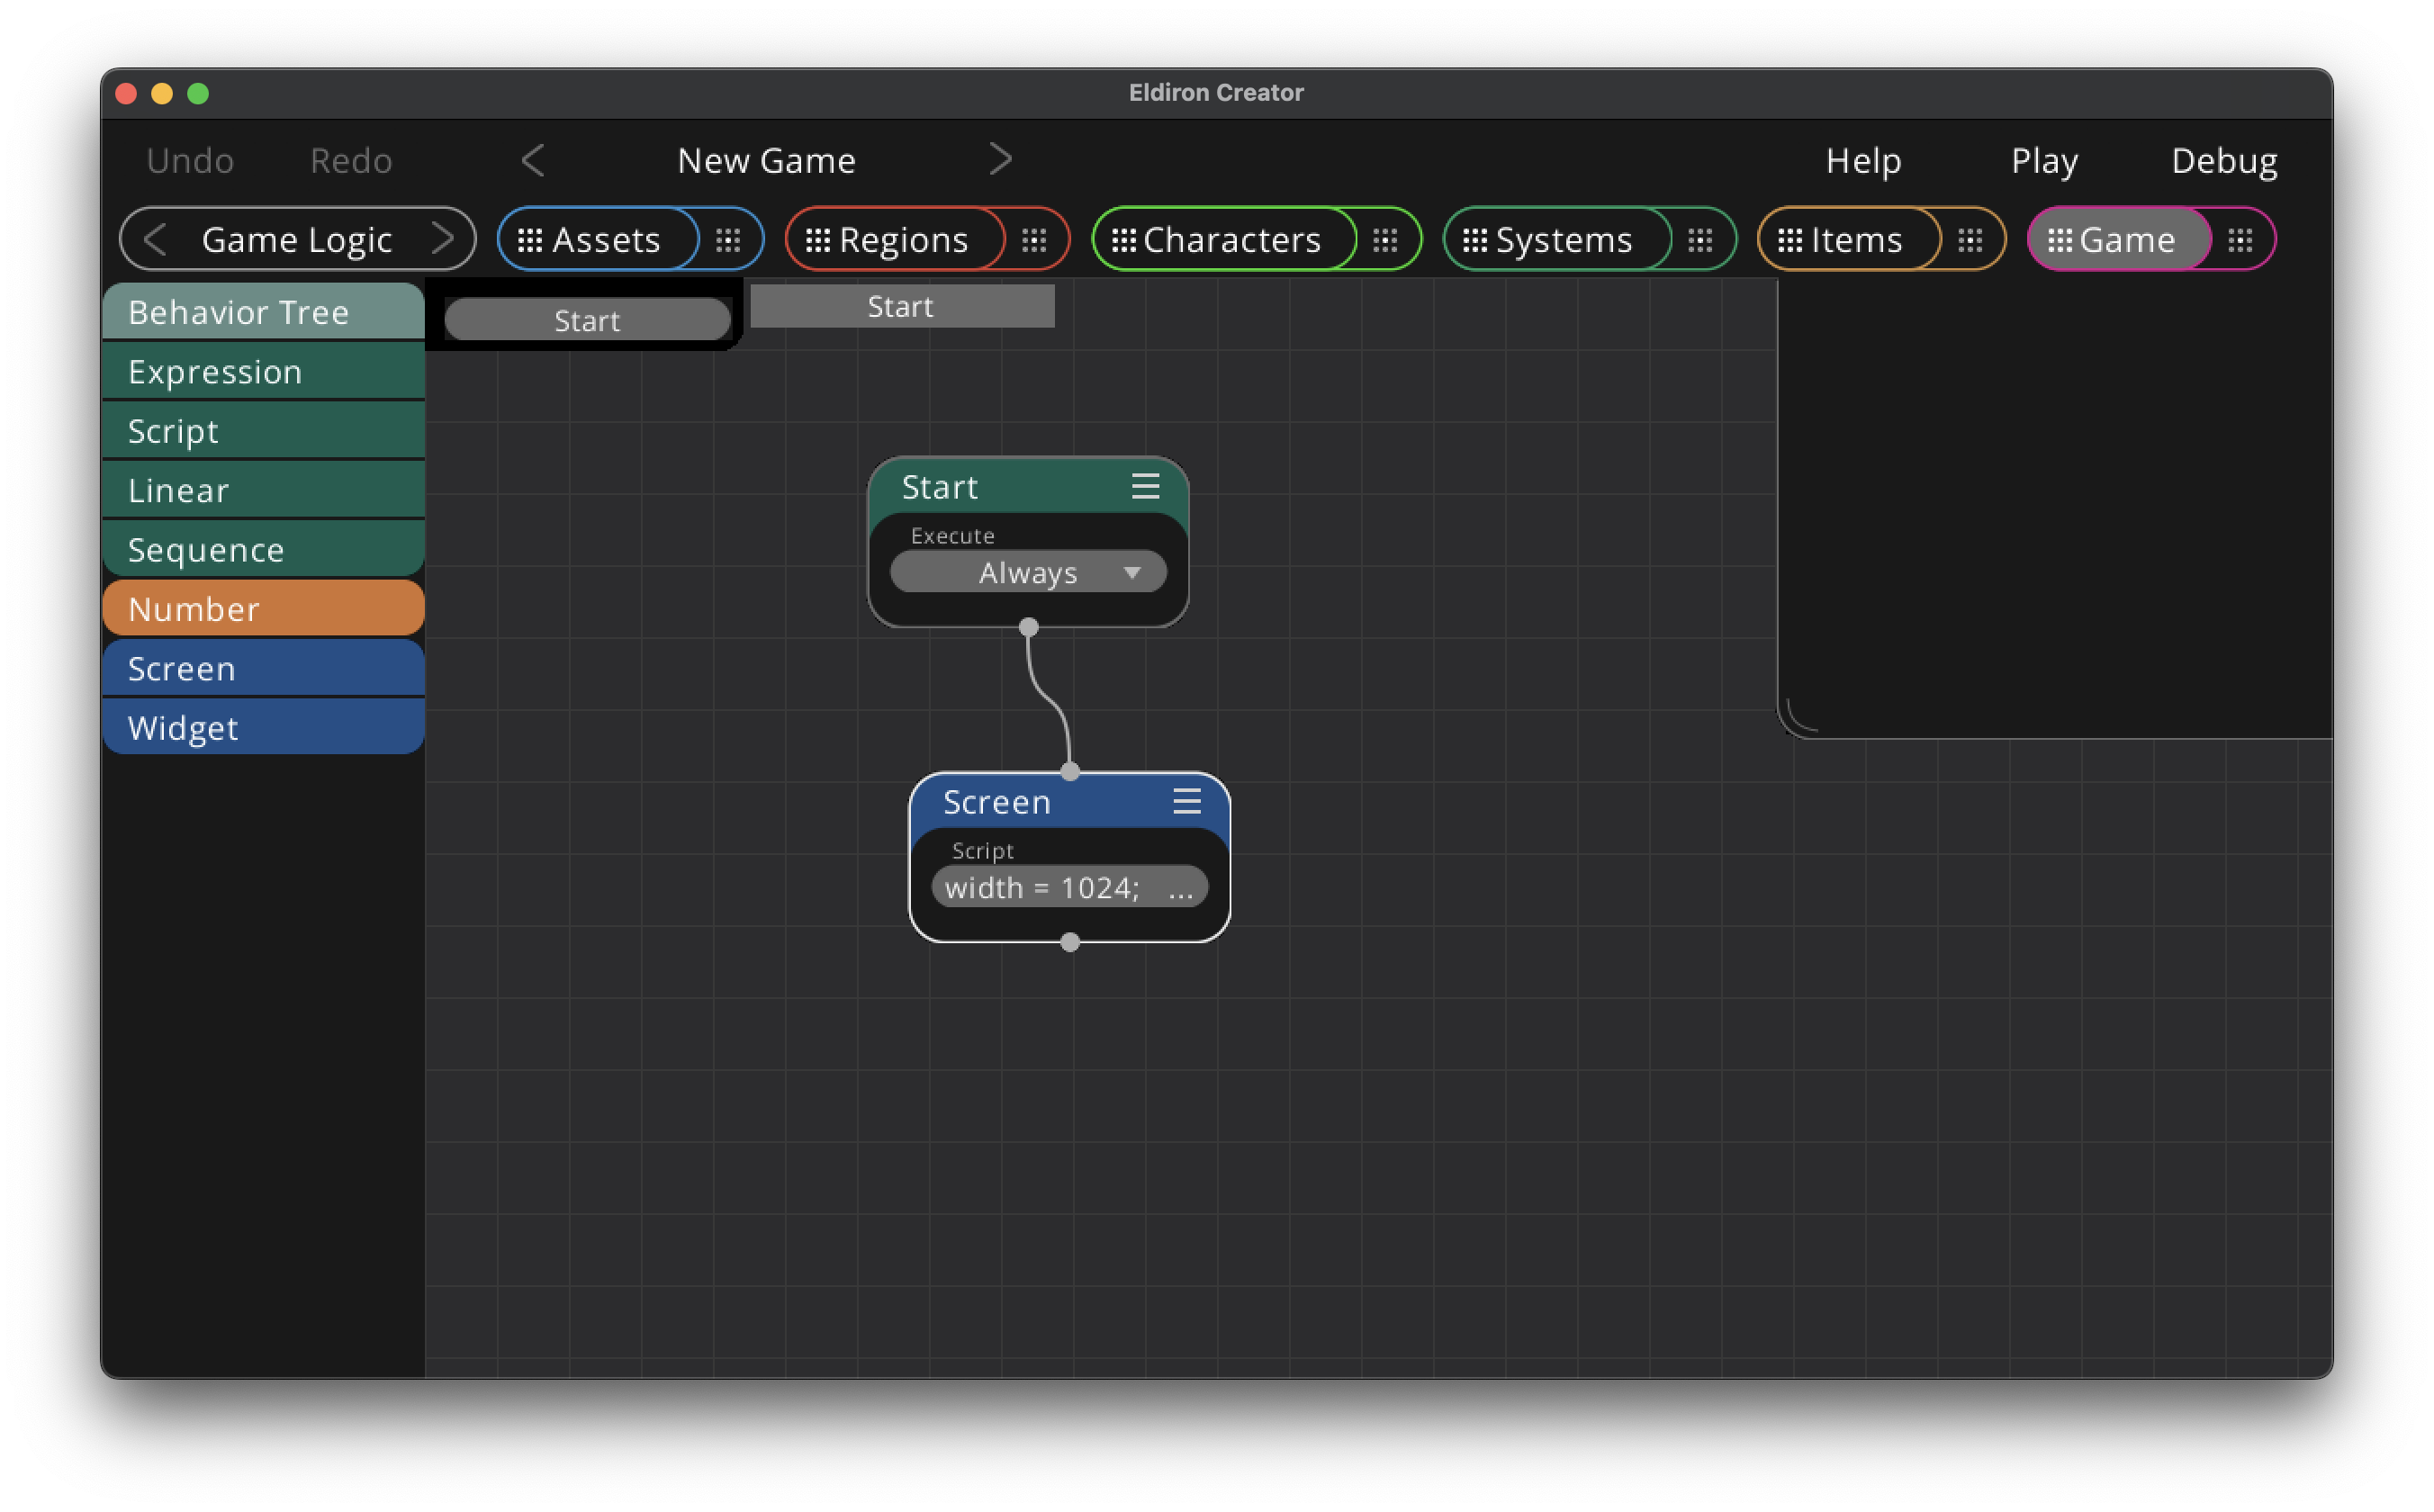 Eldiron Creator
Undo Redo New Game Help Play Debug
Game Logic Assets Regions Characters Systems Items Game
Behavior Tree
Expression
Script
Linear
Sequence
Number
Screen
Widget
Start Start
Start
Execute
Always
Screen
Script
width = 1024; ...